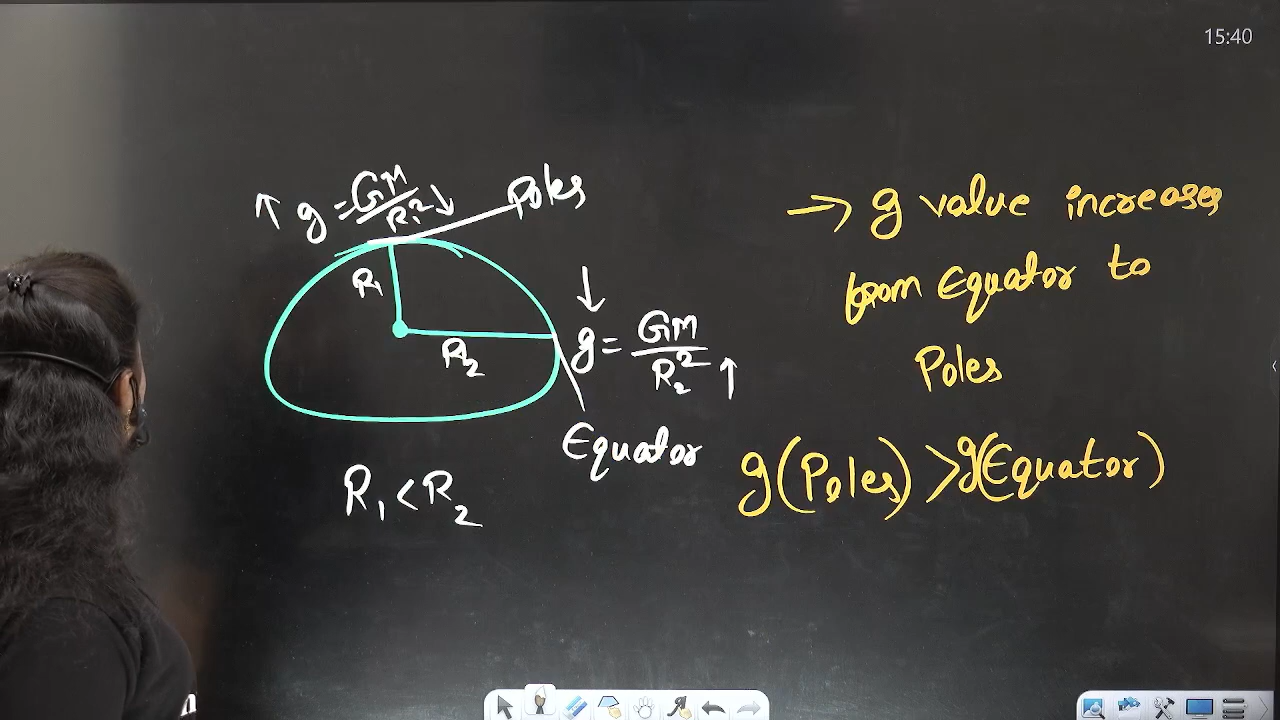 15:40
↑ g = GM/R₁² ↓
Poles
R₁
R₂
↓
g = GM/R₂² ↑
Equator
R₁ < R₂
→ g value increases
from Equator to
Poles
g(Poles) > g(Equator)